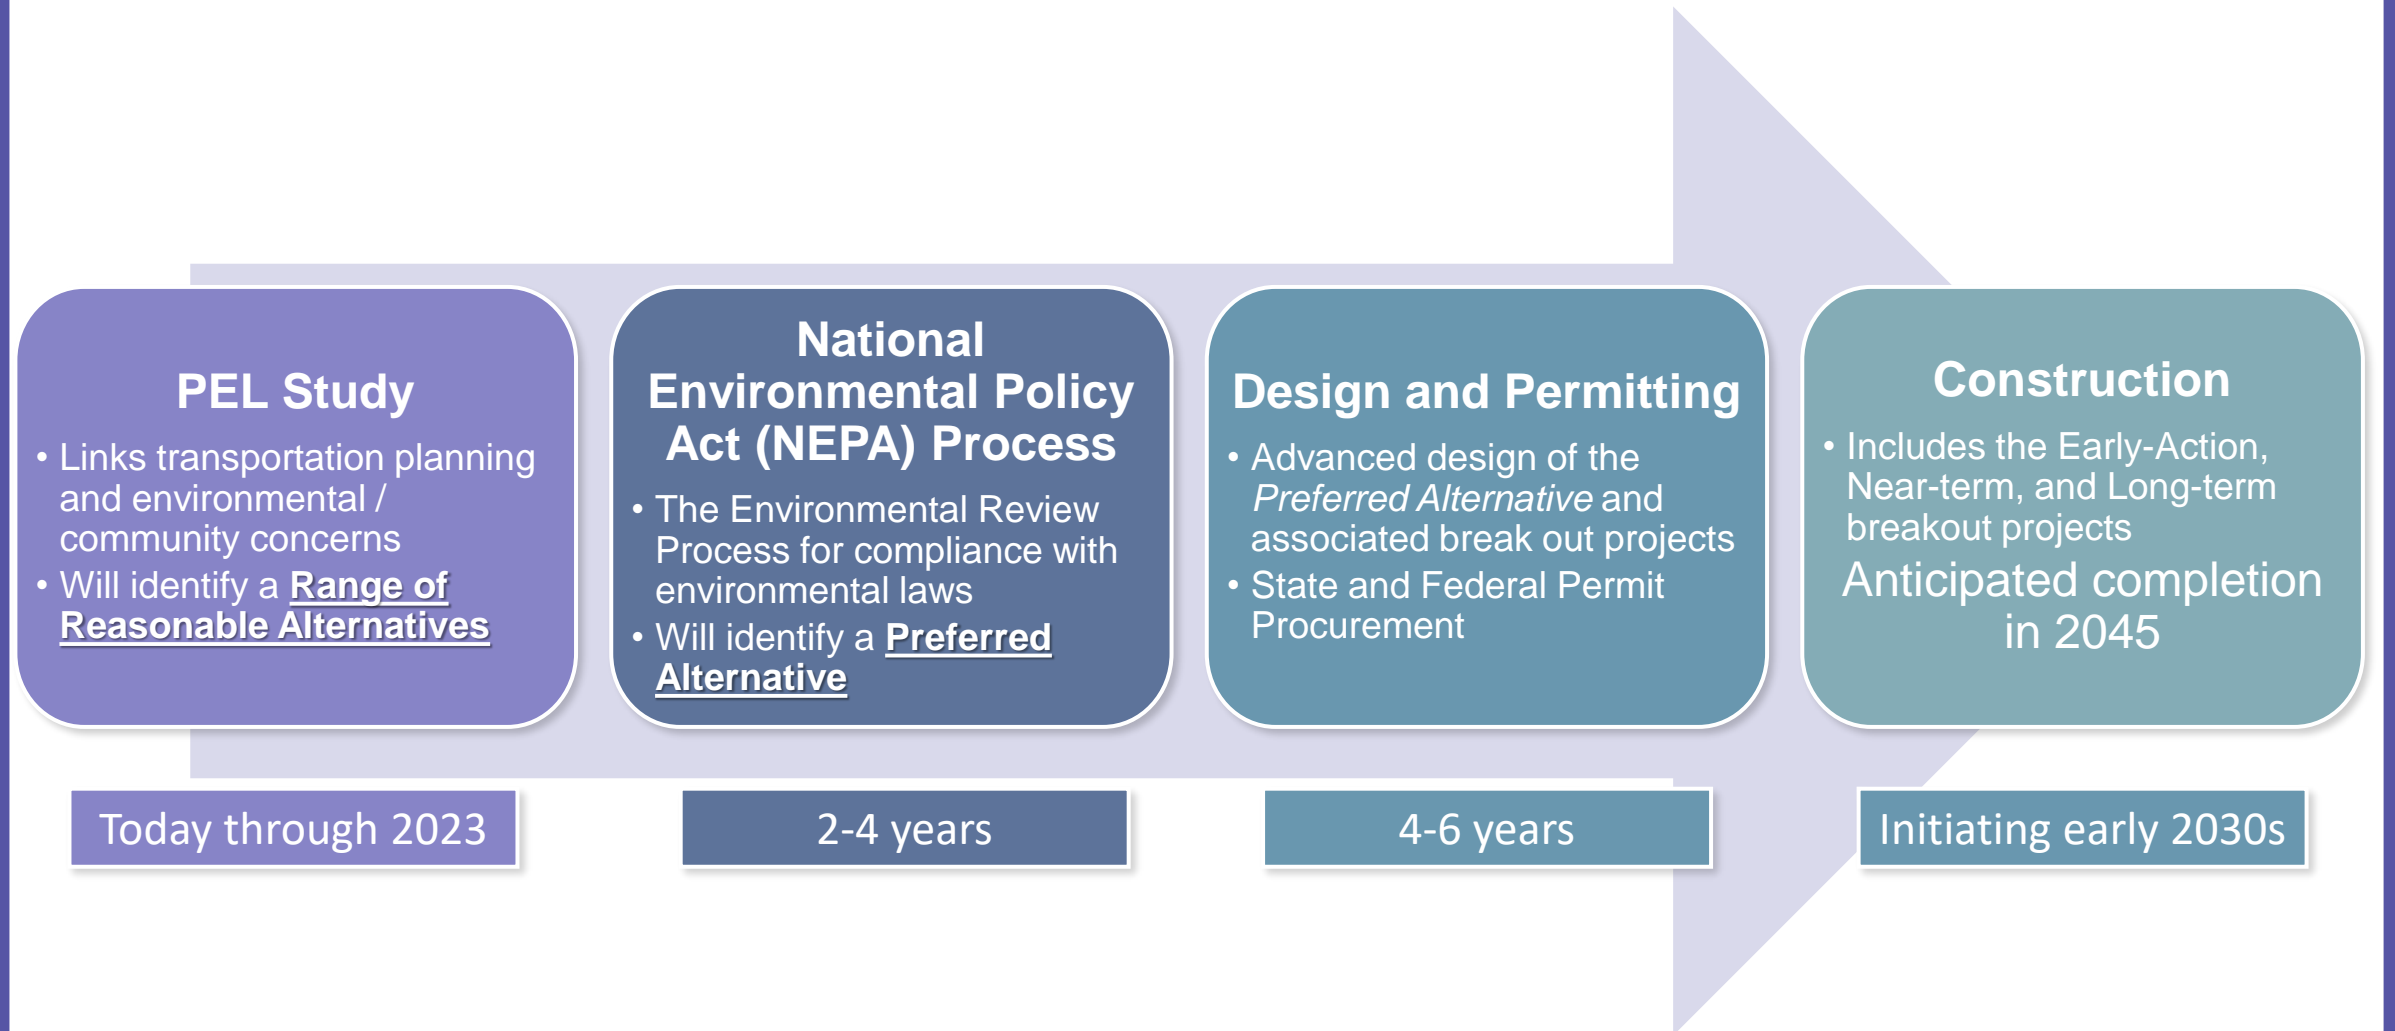 PEL Study
• Links transportation planning
and environmental /
community concerns
• Will identify a Range of
Reasonable Alternatives
National
Environmental Policy
Act (NEPA) Process
• The Environmental Review
Process for compliance with
environmental laws
• Will identify a Preferred
Alternative
Design and Permitting
• Advanced design of the
Preferred Alternative and
associated break out projects
• State and Federal Permit
Procurement
Construction
• Includes the Early-Action,
Near-term, and Long-term
breakout projects
Anticipated completion
in 2045
Today through 2023
2-4 years
4-6 years
Initiating early 2030s